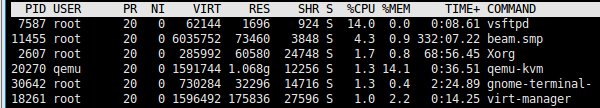 PID USER PR NI VIRT RES SHR S %CPU %MEM TIME+ COMMAND
7587 root 20 0 62144 1696 924 S 14.0 0.0 0:08.61 vsftpd
11455 root 20 0 6035752 73460 3848 S 4.3 0.9 332:07.22 beam.smp
2607 root 20 0 285992 60580 24748 S 1.7 0.8 68:56.45 Xorg
20270 qemu 20 0 1591744 1.068g 12256 S 1.3 14.1 0:36.51 qemu-kvm
30642 root 20 0 730284 32296 14716 S 1.3 0.4 2:24.89 gnome-terminal-
18261 root 20 0 1596492 175836 27596 S 1.0 2.2 0:14.25 virt-manager